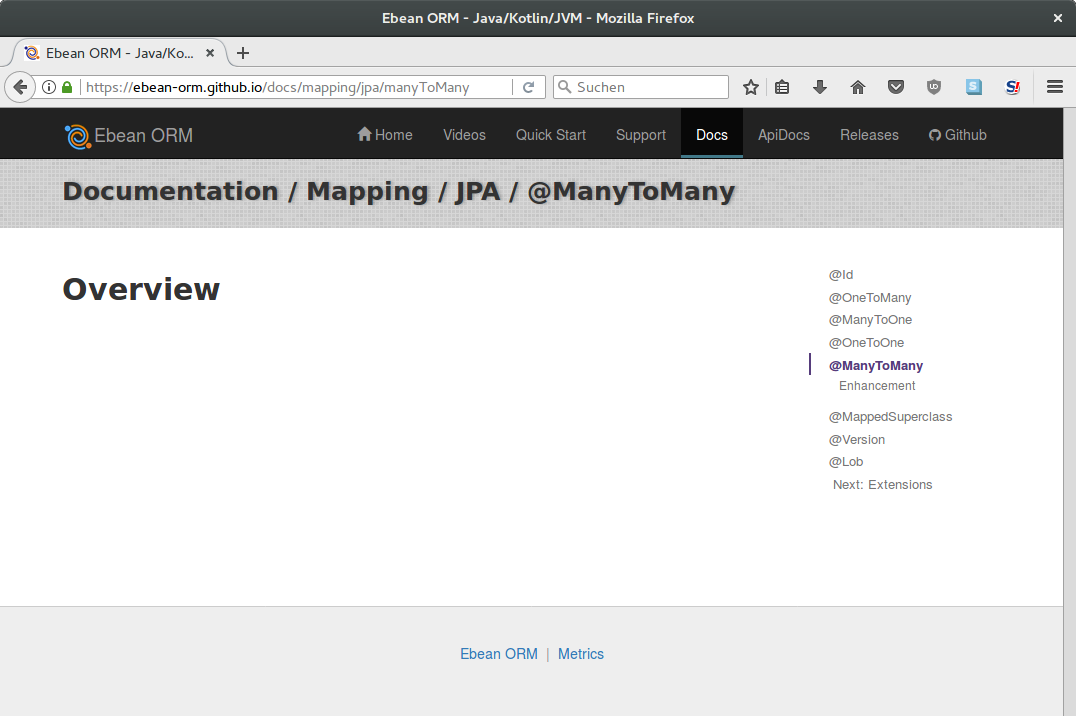 Ebean ORM - Java/Kotlin/JVM - Mozilla Firefox
Ebean ORM - Java/Ko...
https://ebean-orm.github.io/docs/mapping/jpa/manyToMany
Suchen
Ebean ORM
Home
Videos
Quick Start
Support
Docs
ApiDocs
Releases
Github
Documentation / Mapping / JPA / @ManyToMany
Overview
@Id
@OneToMany
@ManyToOne
@OneToOne
@ManyToMany
Enhancement
@MappedSuperclass
@Version
@Lob
Next: Extensions
Ebean ORM | Metrics